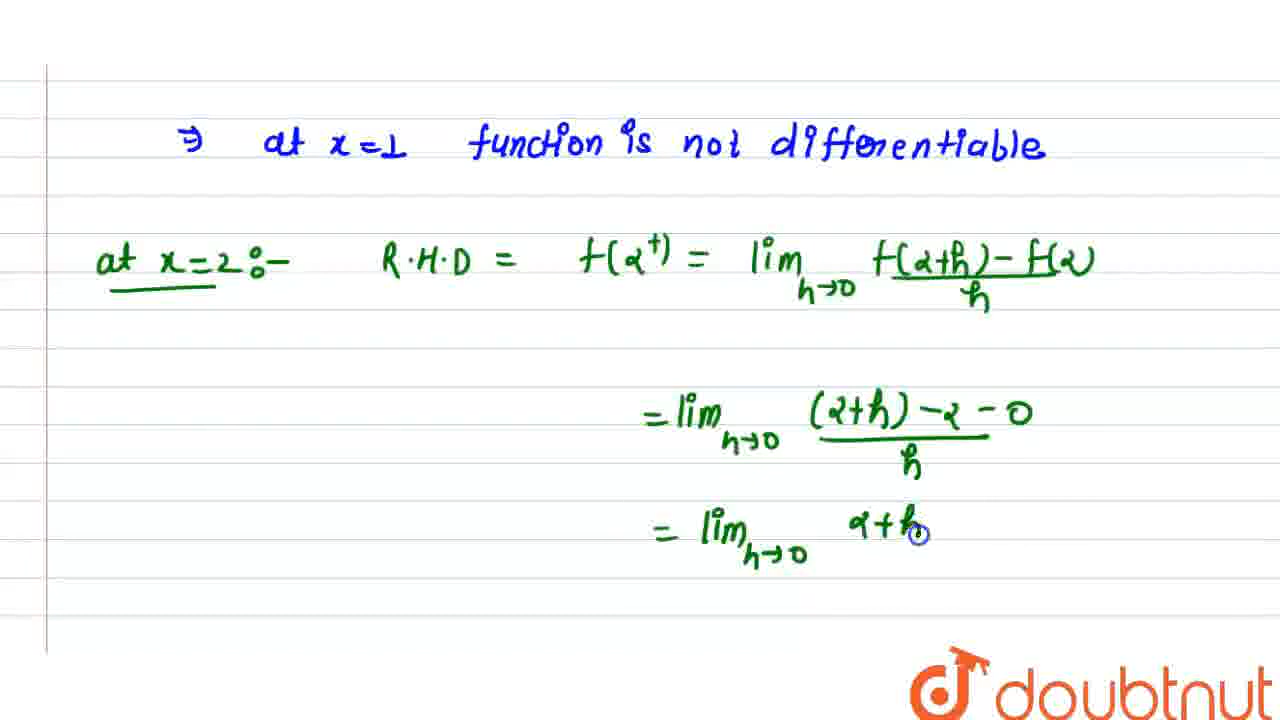 ⇒ at x=1 function is not differentiable
at x=2:- R.H.D = f(2⁺) = lim h→0 f(2+h)-f(2) / h
= lim h→0 (2+h)-2-0 / h
= lim h→0 2+h
doubtnut